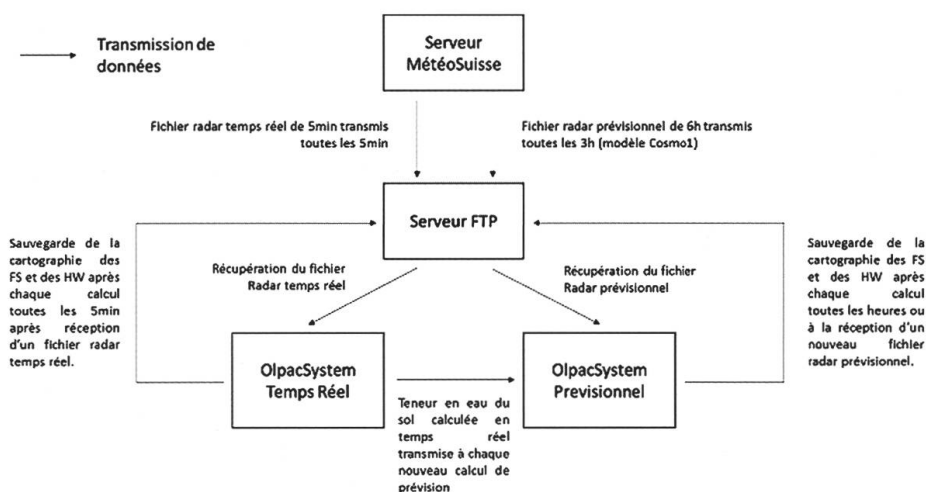 Transmission de
données
Serveur
MétéoSuisse
Fichier radar temps réel de 5min transmis
toutes les 5min
Fichier radar prévisionnel de 6h transmis
toutes les 3h (modèle Cosmo1)
Serveur FTP
Sauvegarde de la
cartographie des
FS et des HW après
chaque calcul
toutes les 5min
après réception
d'un fichier radar
temps réel.
Récupération du fichier
Radar temps réel
Récupération du fichier
Radar prévisionnel
Sauvegarde de la
cartographie des FS
et des HW après
chaque calcul
toutes les heures ou
à la réception d'un
nouveau fichier
radar prévisionnel.
OlpacSystem
Temps Réel
OlpacSystem
Previsionnel
Teneur en eau du
sol calculée en
temps réel
transmise à chaque
nouveau calcul de
prévision